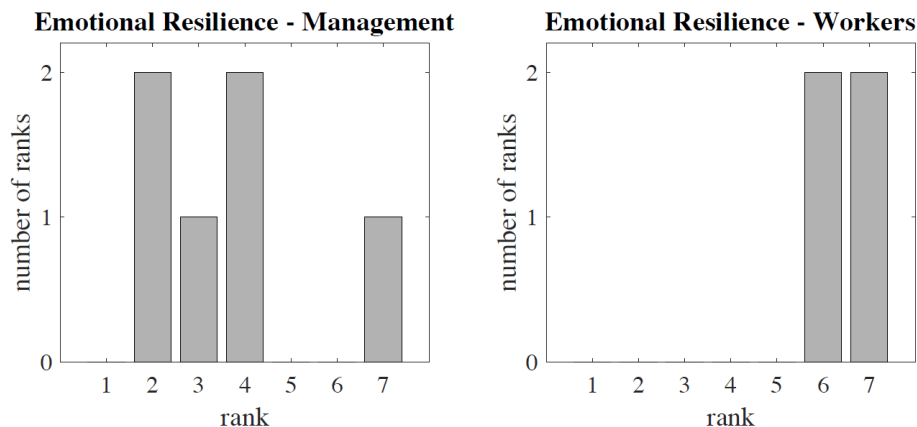 Emotional Resilience - Management
number of ranks
2
1
0
1 2 3 4 5 6 7
rank
Emotional Resilience - Workers
number of ranks
2
1
0
1 2 3 4 5 6 7
rank